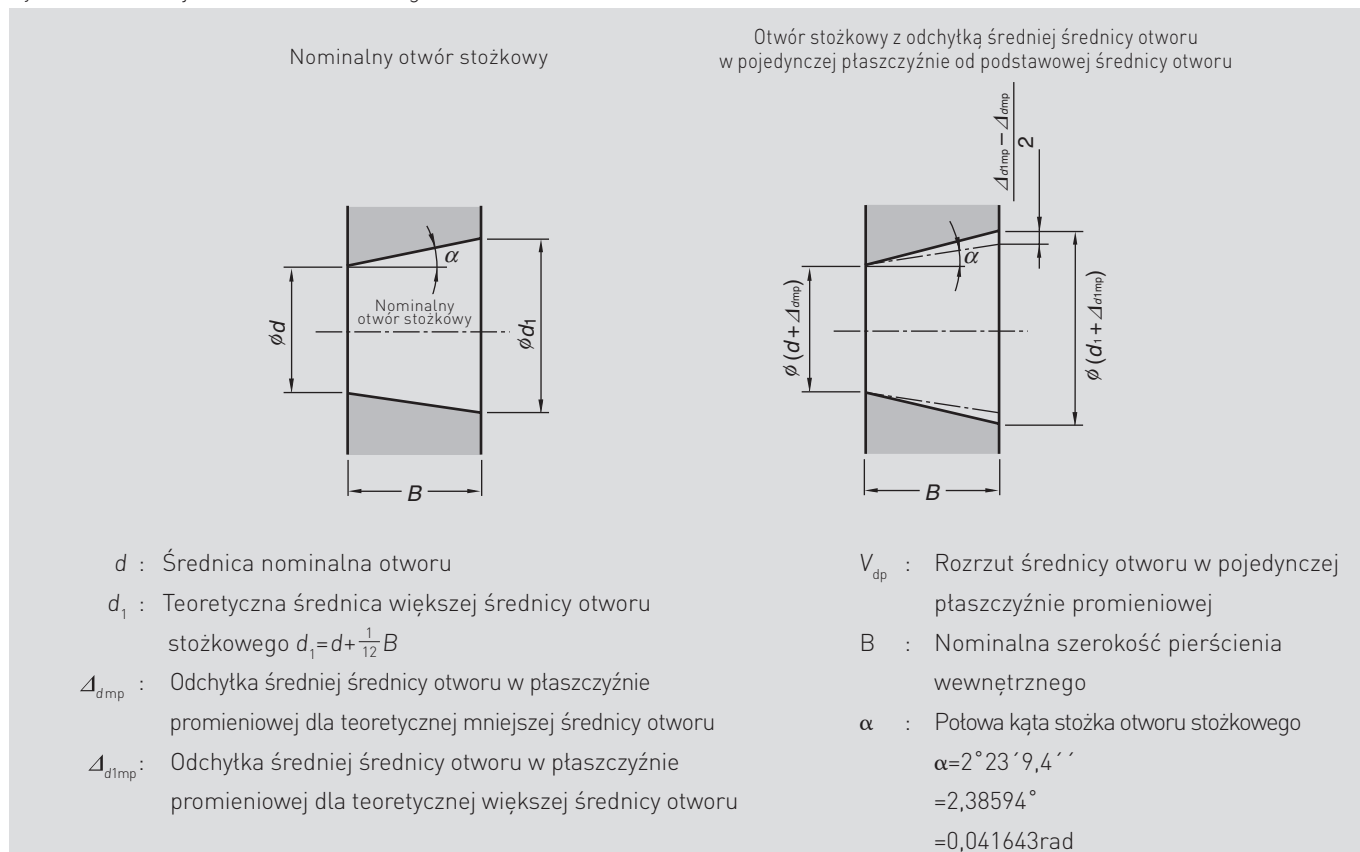 Nominalny otwór stożkowy
Otwór stożkowy z odchyłką średniej średnicy otworu
w pojedynczej płaszczyźnie od podstawowej średnicy otworu
Δd1mp − Δdmp
2
α
Nominalny
otwór stożkowy
ød
ød₁
B
α
ø (d + Δdmp)
ø (d₁ + Δd1mp)
B
d : Średnica nominalna otworu
d₁ : Teoretyczna średnica większej średnicy otworu
stożkowego d₁=d+1/12 B
Δdmp : Odchyłka średniej średnicy otworu w płaszczyźnie
promieniowej dla teoretycznej mniejszej średnicy otworu
Δd1mp : Odchyłka średniej średnicy otworu w płaszczyźnie
promieniowej dla teoretycznej większej średnicy otworu
Vdp : Rozrzut średnicy otworu w pojedynczej
płaszczyźnie promieniowej
B : Nominalna szerokość pierścienia
wewnętrznego
α : Połowa kąta stożka otworu stożkowego
α=2°23´9,4´´
=2,38594°
=0,041643rad